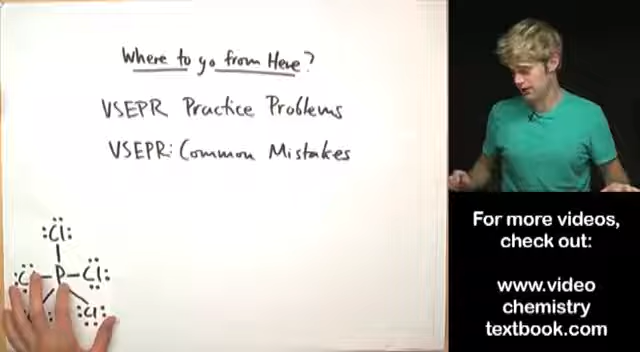 Where to go from Here?
VSEPR Practice Problems
VSEPR: Common Mistakes
:Cl:
P
Cl:
:Cl:
For more videos,
check out:
www.video
chemistry
textbook.com